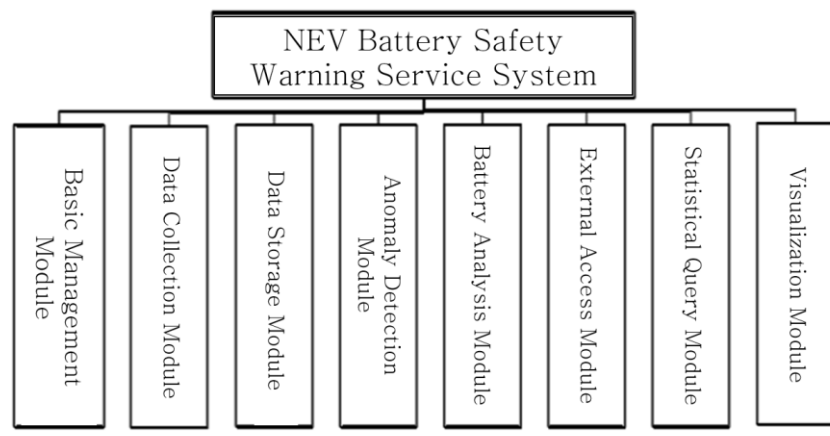 NEV Battery Safety
Warning Service System
Basic Management
Module
Data Collection Module
Data Storage Module
Anomaly Detection
Module
Battery Analysis Module
External Access Module
Statistical Query Module
Visualization Module